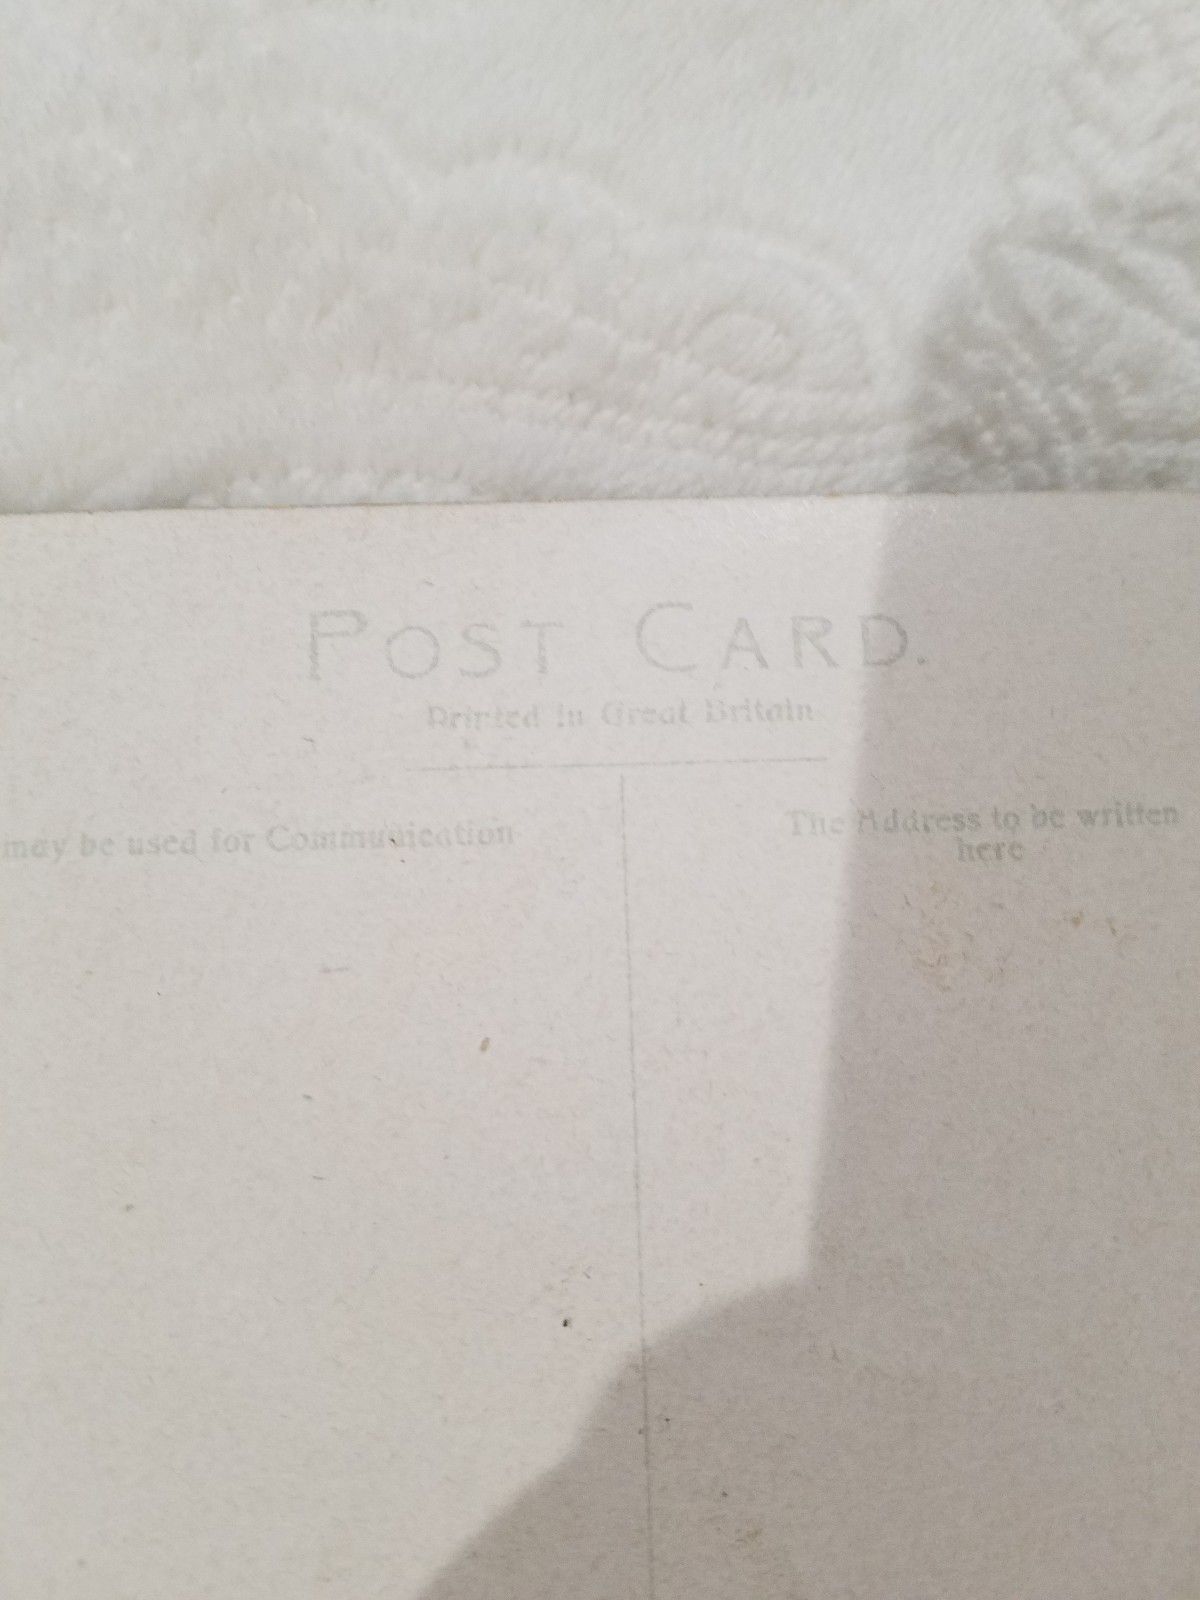 POST CARD.
Printed in Great Britain
may be used for Communication
The Address to be written
here